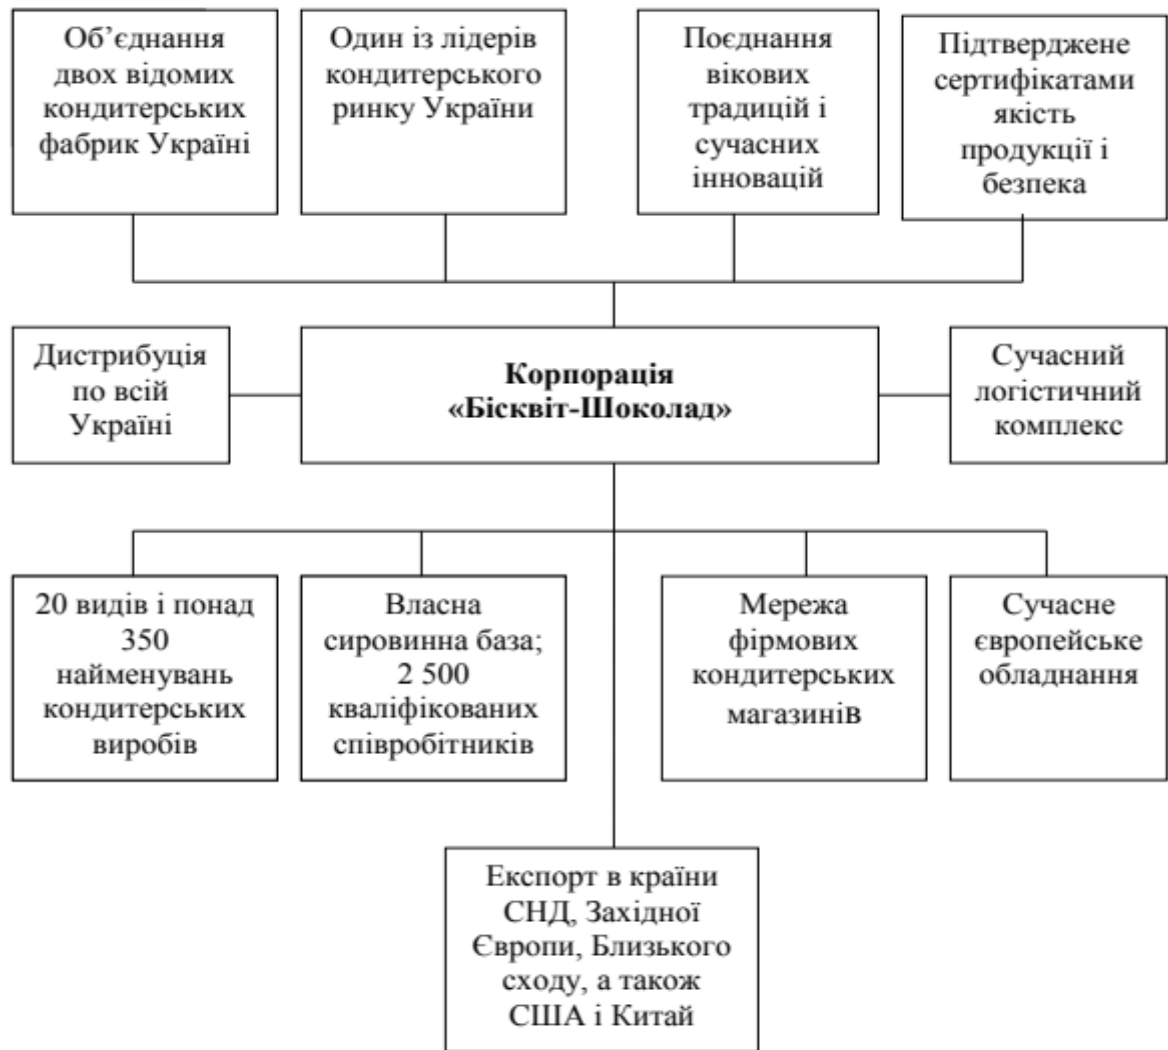 Об’єднання
двох відомих
кондитерських
фабрик Україні
Один із лідерів
кондитерського
ринку України
Поєднання
вікових
традицій і
сучасних
інновацій
Підтверджене
сертифікатами
якість
продукції і
безпека
Дистрибуція
по всій
Україні
Корпорація
«Бісквіт-Шоколад»
Сучасний
логістичний
комплекс
20 видів і понад
350
найменувань
кондитерських
виробів
Власна
сировинна база;
2 500
кваліфікованих
співробітників
Мережа
фірмових
кондитерських
магазинів
Сучасне
європейське
обладнання
Експорт в країни
СНД, Західної
Європи, Близького
сходу, а також
США і Китай